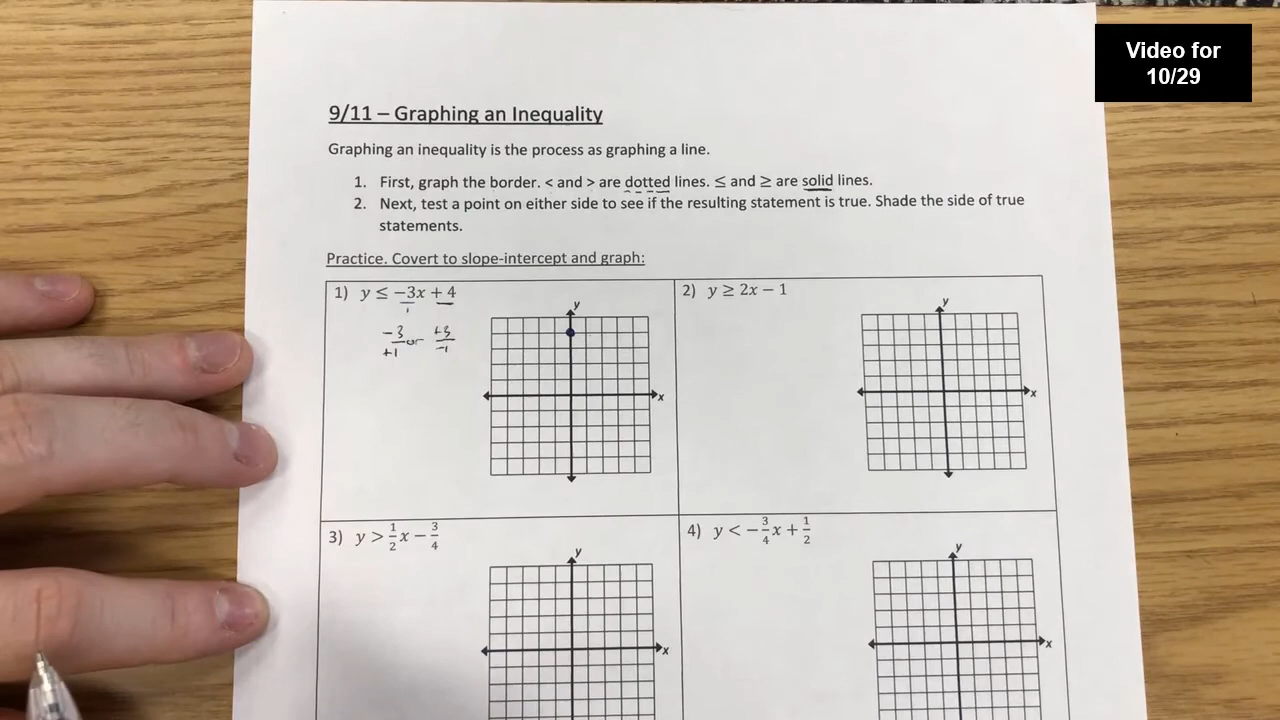 Video for
10/29
9/11 – Graphing an Inequality
Graphing an inequality is the process as graphing a line.
1. First, graph the border. < and > are dotted lines. ≤ and ≥ are solid lines.
2. Next, test a point on either side to see if the resulting statement is true. Shade the side of true
statements.
Practice. Covert to slope-intercept and graph:
1) y ≤ −3x + 4
1
−3/+1 or +3/−1
y
x
2) y ≥ 2x − 1
y
x
3) y > 1/2 x − 3/4
y
x
4) y < −3/4 x + 1/2
y
x